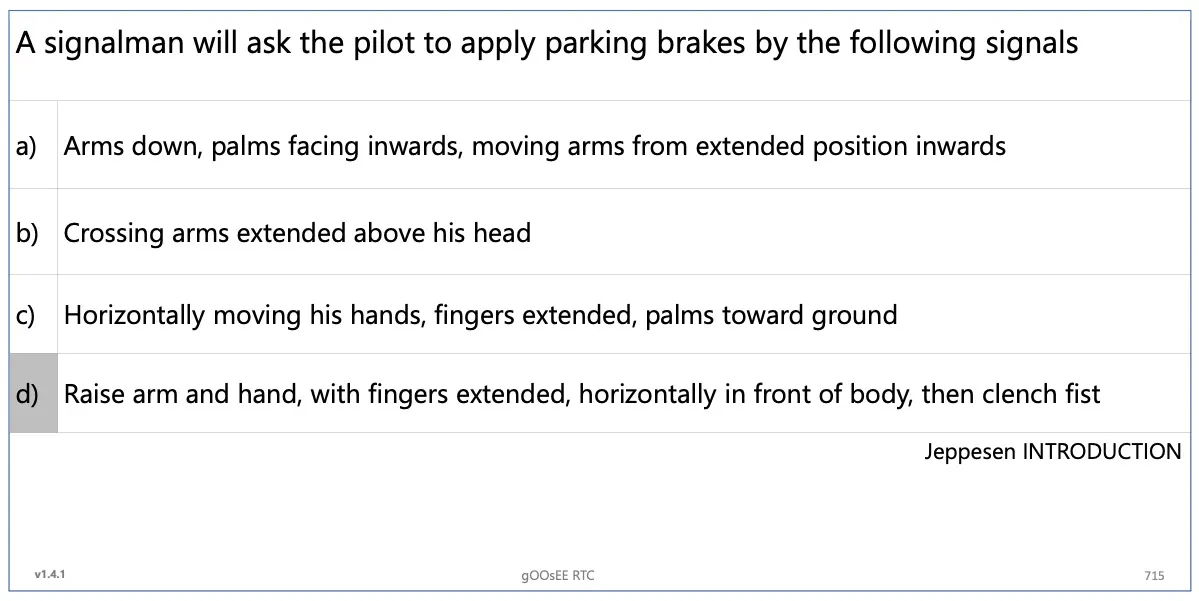 A signalman will ask the pilot to apply parking brakes by the following signals
a) Arms down, palms facing inwards, moving arms from extended position inwards
b) Crossing arms extended above his head
c) Horizontally moving his hands, fingers extended, palms toward ground
d) Raise arm and hand, with fingers extended, horizontally in front of body, then clench fist
Jeppesen INTRODUCTION
v1.4.1 gOOsEE RTC 715